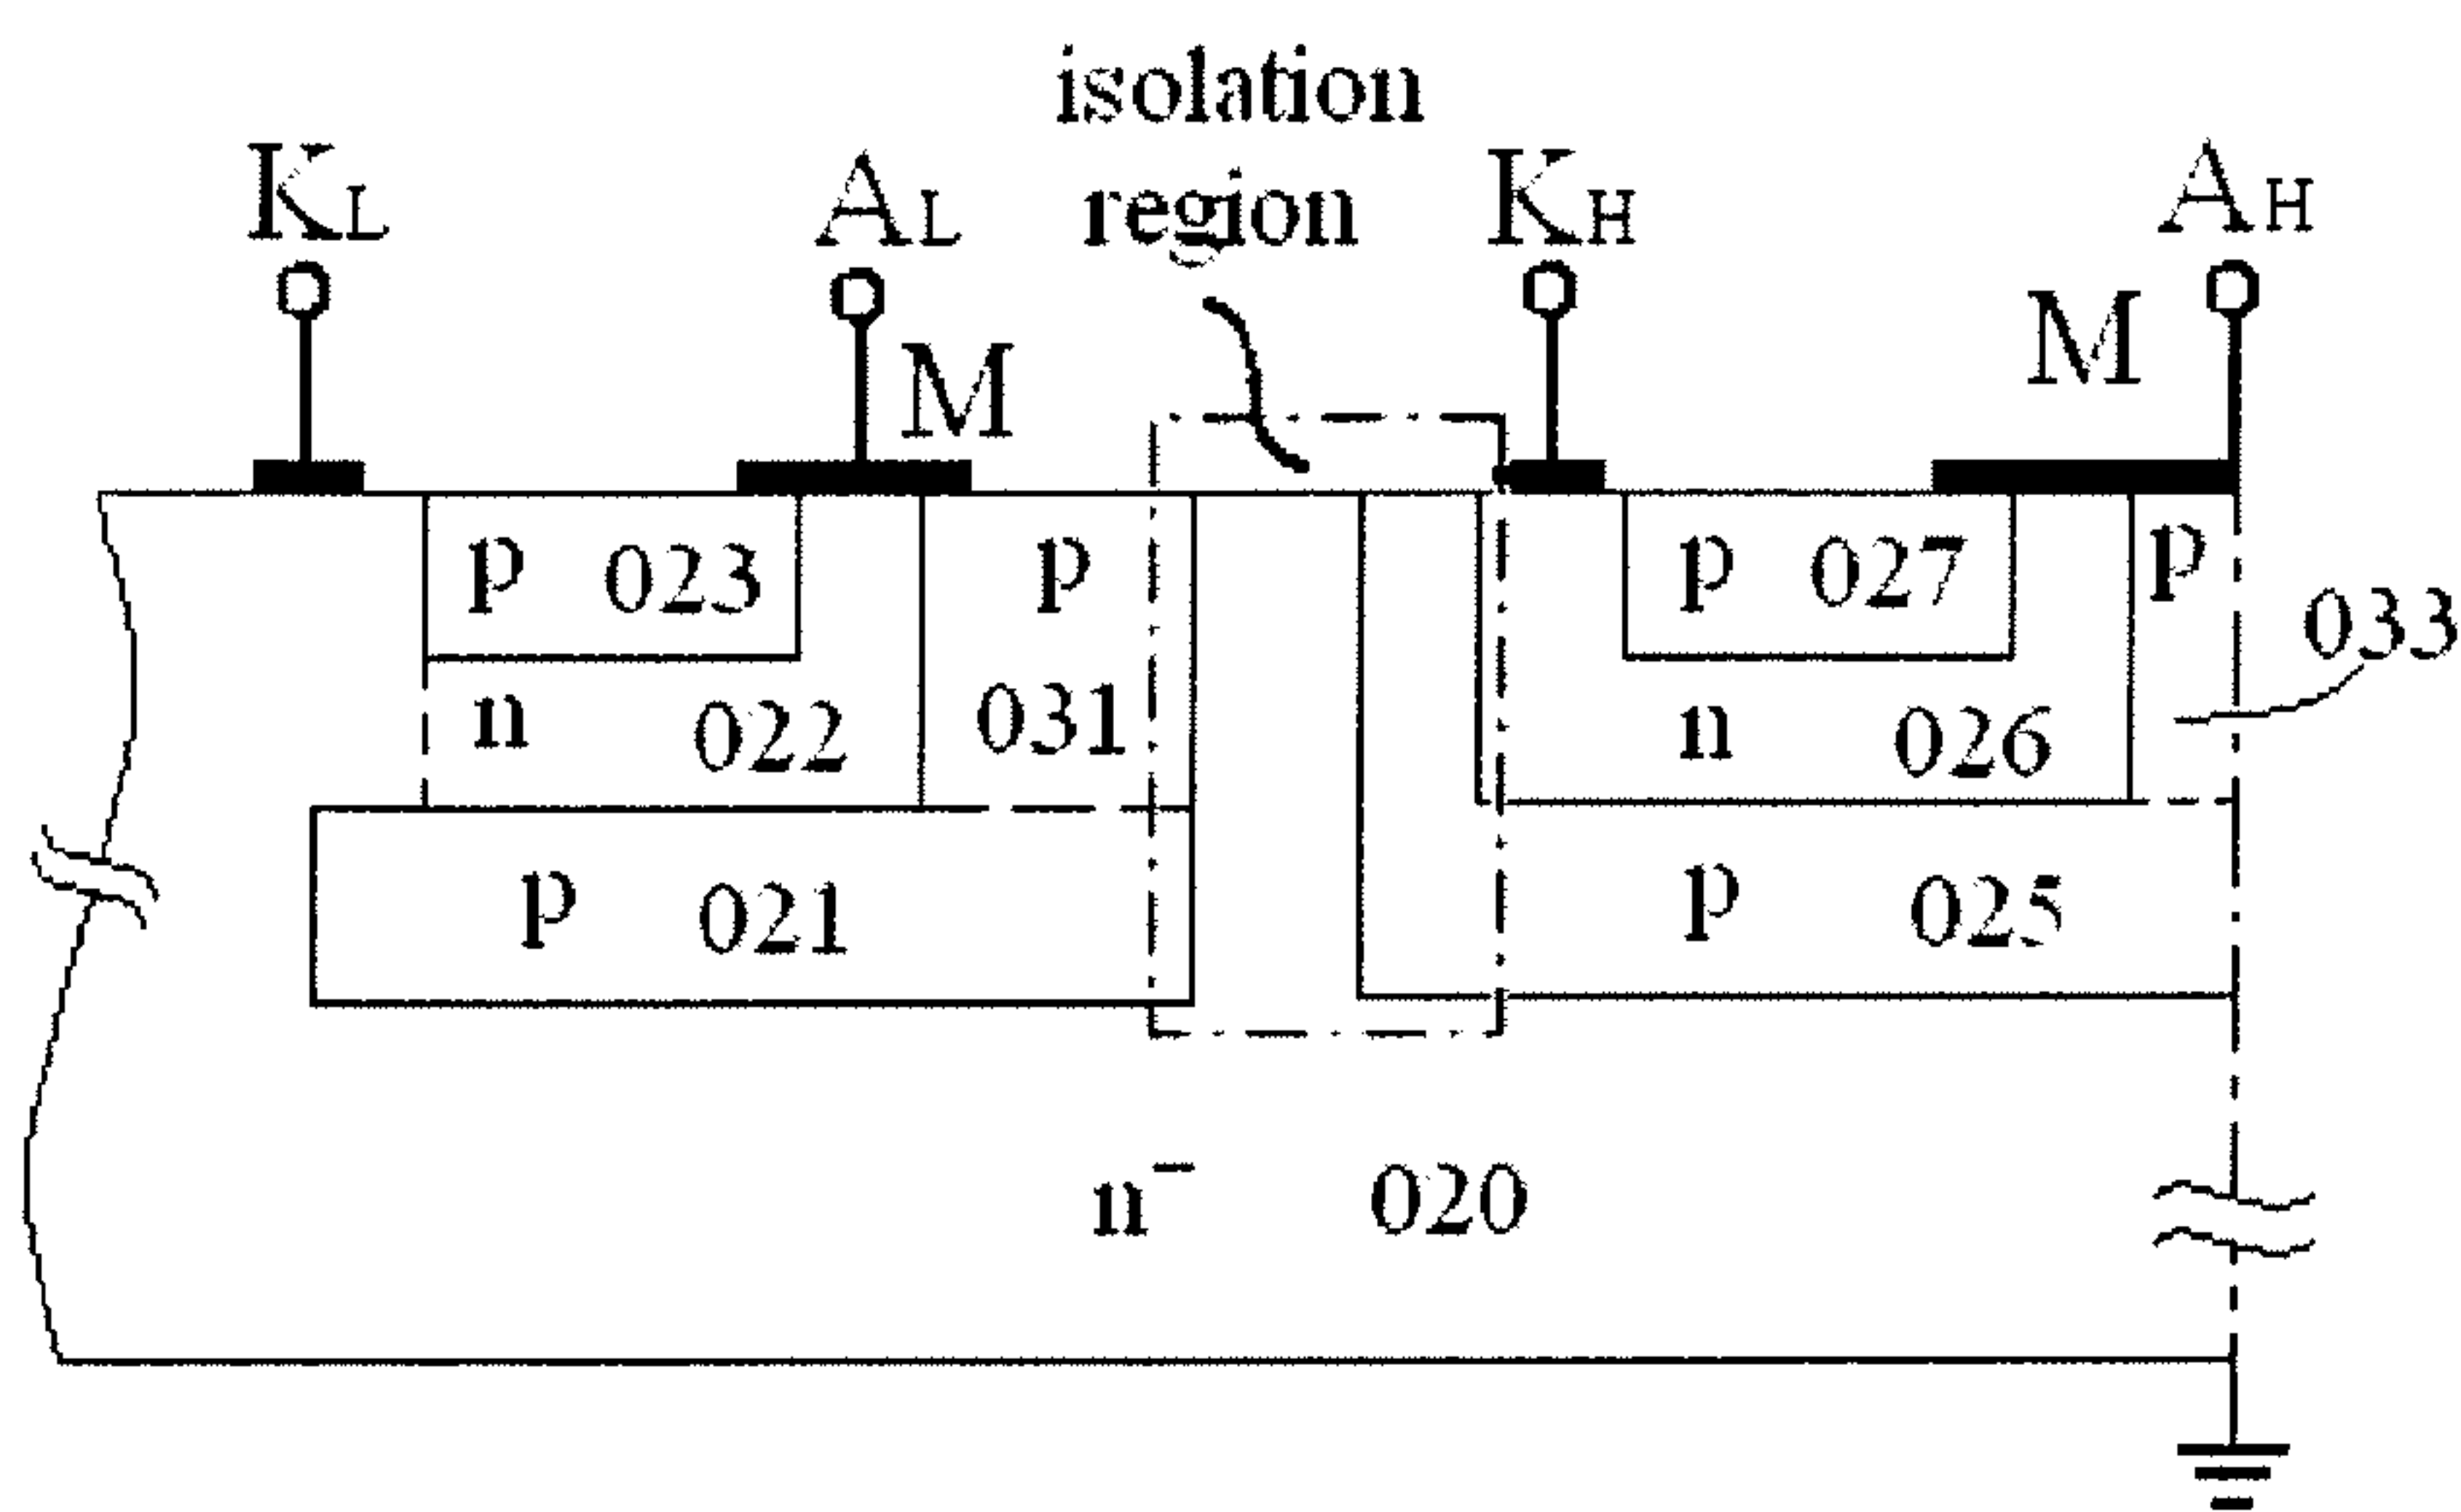 isolation
region
KL
AL
KH
AH
M
M
p 023
p
p 027
p
033
n 022
031
n 026
p 021
p 025
n⁻ 020